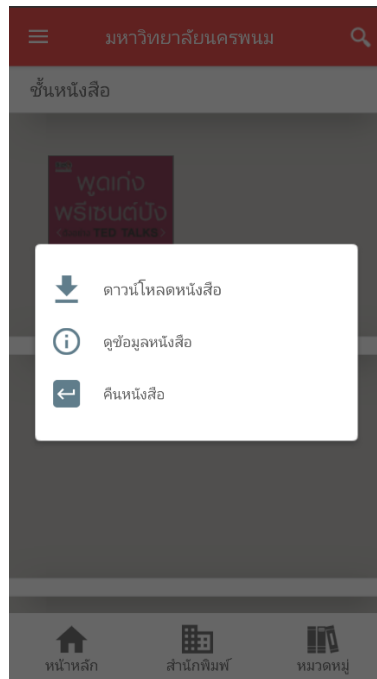 มหาวิทยาลัยนครพนม
ชั้นหนังสือ
พูดเก่ง
พรีเซนต์ปัง
TED TALKS
ดาวน์โหลดหนังสือ
ดูข้อมูลหนังสือ
คืนหนังสือ
หน้าหลัก
สำนักพิมพ์
หมวดหมู่